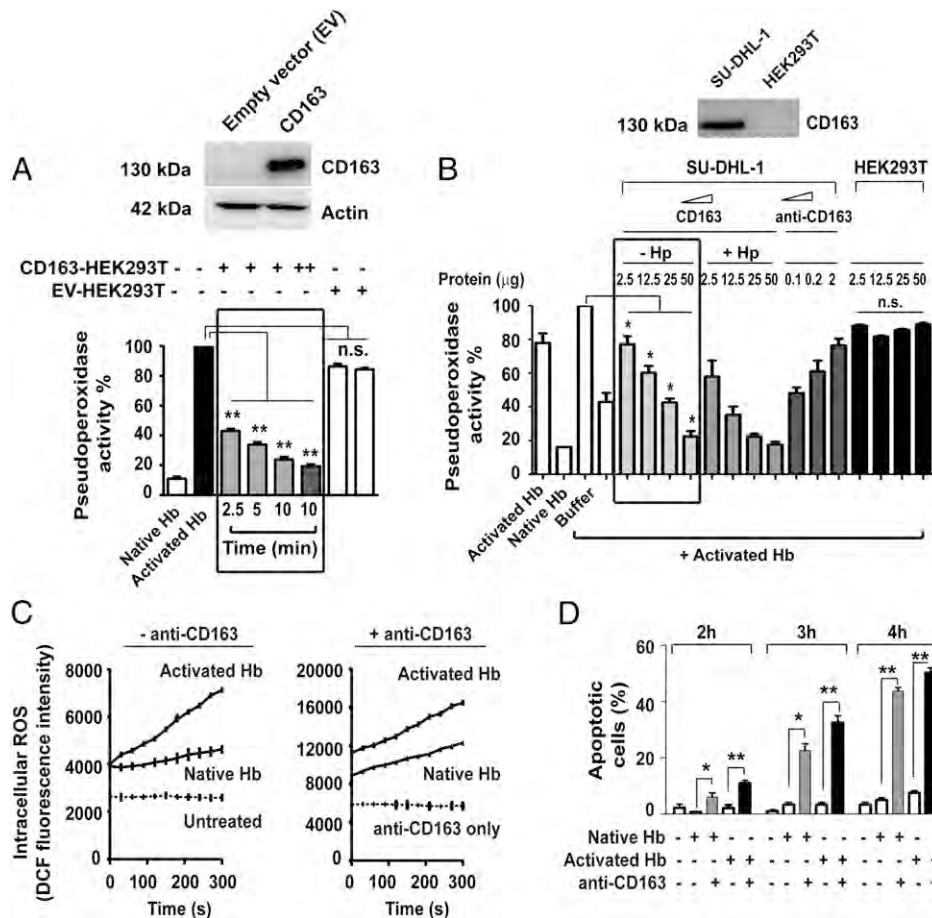 A
Empty vector (EV)
CD163
130 kDa
CD163
42 kDa
Actin
CD163-HEK293T - - + + + ++ - -
EV-HEK293T - - - - - - + +
Pseudoperoxidase
activity %
100
80
60
40
20
0
** ** ** **
n.s.
2.5 5 10 10
Time (min)
Native Hb
Activated Hb
B
SU-DHL-1
HEK293T
130 kDa
CD163
SU-DHL-1
HEK293T
CD163
anti-CD163
- Hp
+ Hp
Protein (µg)
2.5 12.5 25 50 2.5 12.5 25 50 0.1 0.2 2 2.5 12.5 25 50
n.s.
Pseudoperoxidase
activity %
100
80
60
40
20
0
* * * *
Activated Hb
Native Hb
Buffer
+ Activated Hb
C
- anti-CD163
Intracellular ROS
(DCF fluorescence intensity)
8000
6000
4000
2000
0
Activated Hb
Native Hb
Untreated
0 100 200 300
Time (s)
+ anti-CD163
20000
16000
12000
8000
4000
0
Activated Hb
Native Hb
anti-CD163 only
0 100 200 300
Time (s)
D
2h 3h 4h
Apoptotic
cells (%)
60
40
20
0
* ** * ** ** **
Native Hb - + + - - - + + - - - + + - -
Activated Hb - - - + + - - - + + - - - + +
anti-CD163 - - + - + - - + - + - - + - +